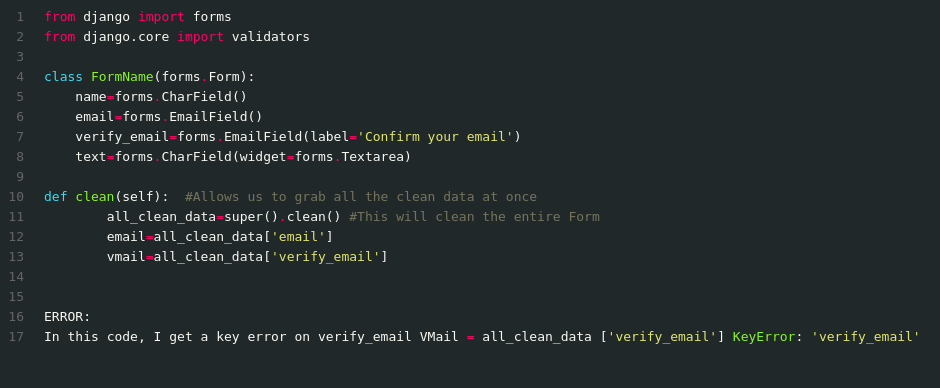 1 from django import forms
2 from django.core import validators
3
4 class FormName(forms.Form):
5     name=forms.CharField()
6     email=forms.EmailField()
7     verify_email=forms.EmailField(label='Confirm your email')
8     text=forms.CharField(widget=forms.Textarea)
9
10 def clean(self):  #Allows us to grab all the clean data at once
11         all_clean_data=super().clean() #This will clean the entire Form
12         email=all_clean_data['email']
13         vmail=all_clean_data['verify_email']
14
15
16 ERROR:
17 In this code, I get a key error on verify_email VMail = all_clean_data ['verify_email'] KeyError: 'verify_email'